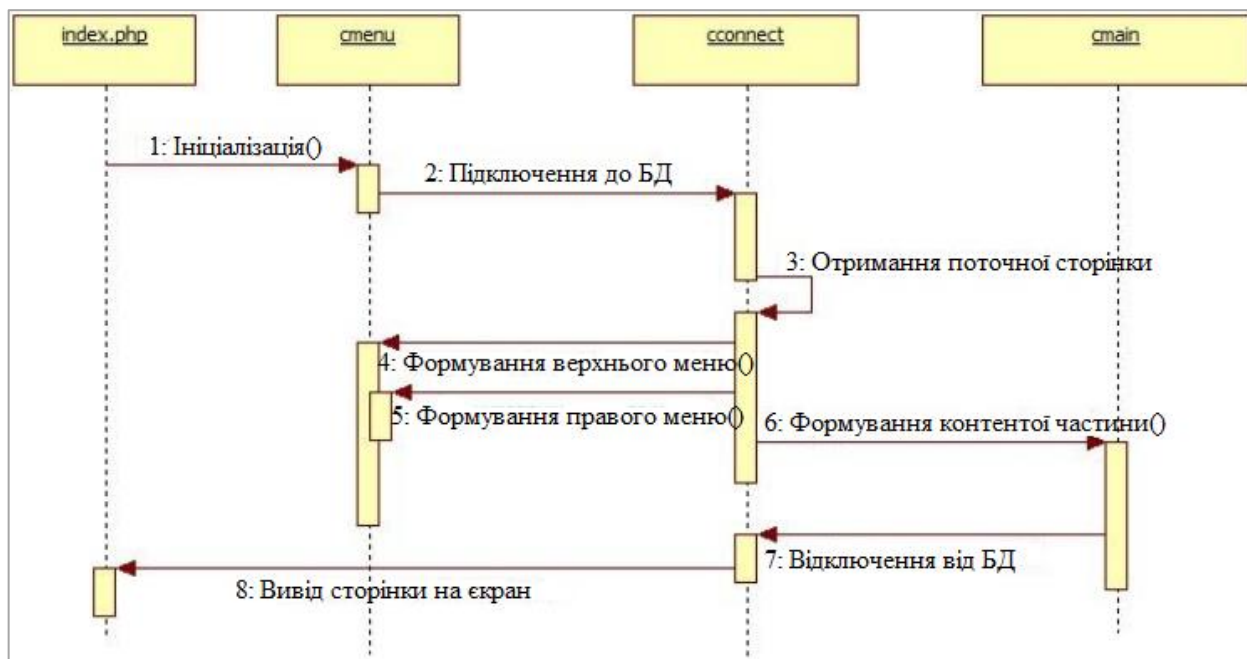 index.php
cmenu
cconnect
cmain
1: Ініціалізація()
2: Підключення до БД
3: Отримання поточної сторінки
4: Формування верхнього меню()
5: Формування правого меню()
6: Формування контентої частини()
7: Відключення від БД
8: Вивід сторінки на єкран